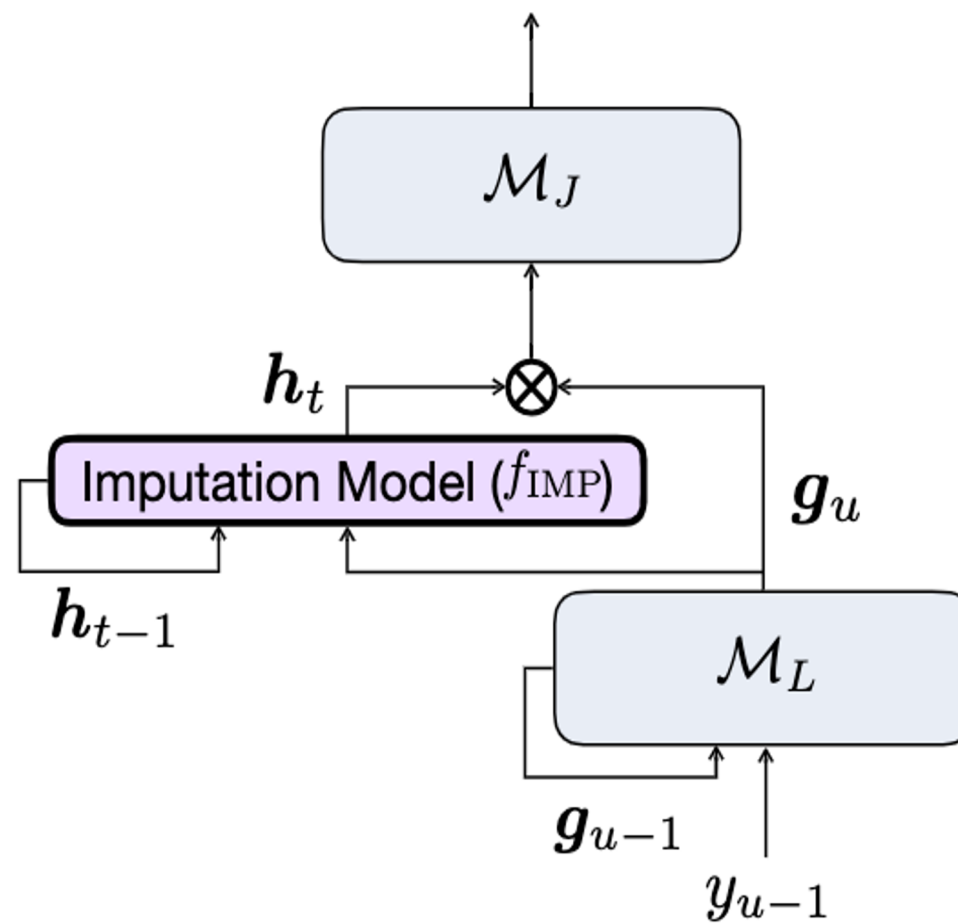 𝓜_J
𝒉_t
Imputation Model (f_IMP)
𝒈_u
𝒉_{t−1}
𝓜_L
𝒈_{u−1}
y_{u−1}